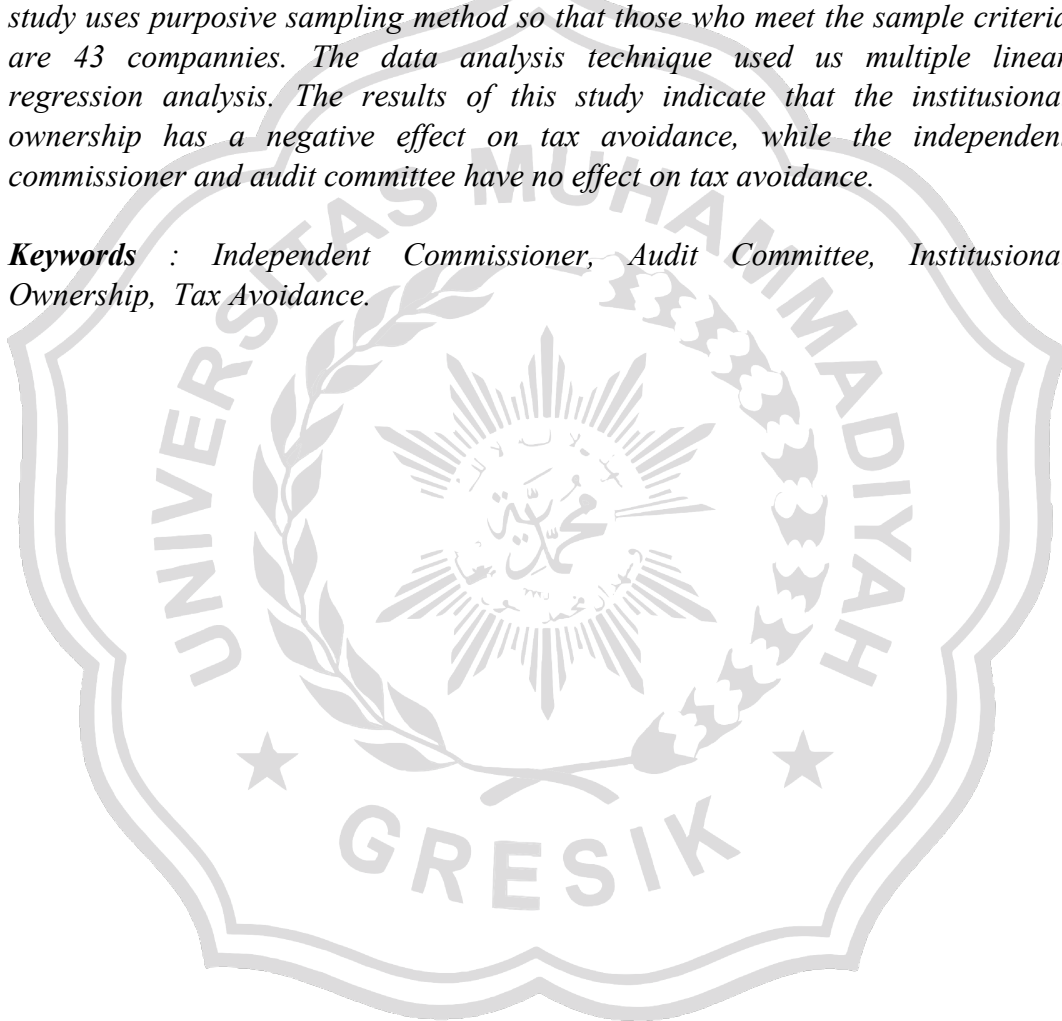 study uses purposive sampling method so that those who meet the sample criteria
are 43 compannies. The data analysis technique used us multiple linear
regression analysis. The results of this study indicate that the institusiona
ownership has a negative effect on tax avoidance, while the independent
commissioner and audit committee have no effect on tax avoidance.
Keywords : Independent Commissioner, Audit Committee, Institusiona
Ownership, Tax Avoidance.
UNIVERSITAS MUHAMMADIYAH
GRESIK